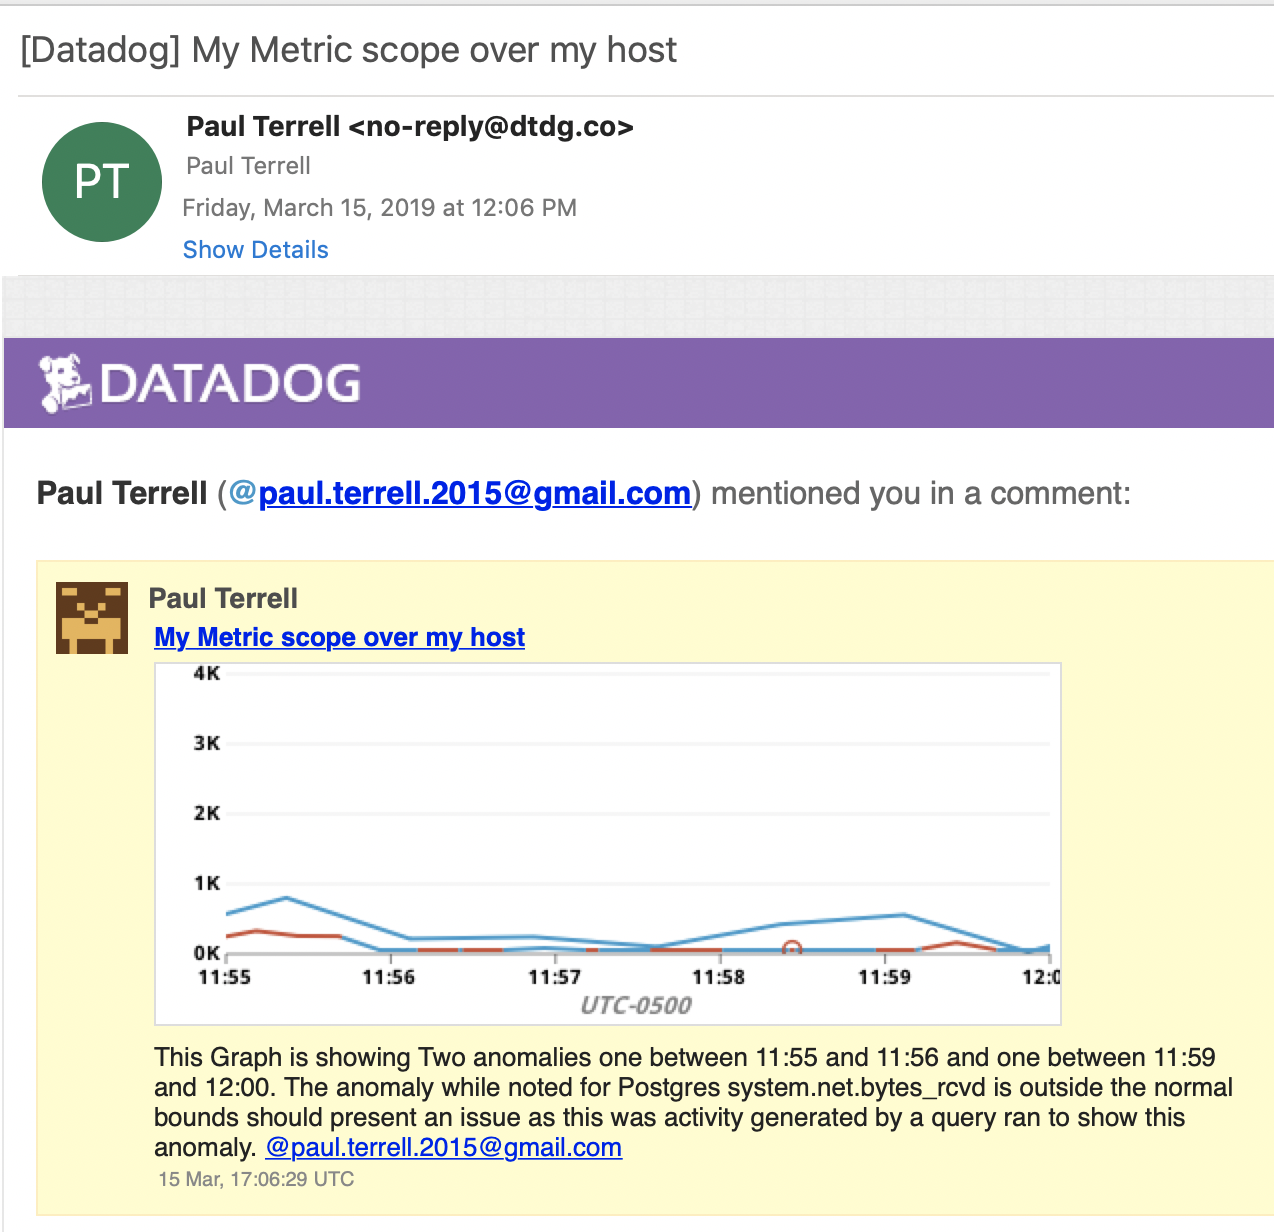 [Datadog] My Metric scope over my host
PT
Paul Terrell <no-reply@dtdg.co>
Paul Terrell
Friday, March 15, 2019 at 12:06 PM
Show Details
DATADOG
Paul Terrell (@paul.terrell.2015@gmail.com) mentioned you in a comment:
Paul Terrell
My Metric scope over my host
4K
3K
2K
1K
0K
11:55 11:56 11:57 11:58 11:59 12:0
UTC-0500
This Graph is showing Two anomalies one between 11:55 and 11:56 and one between 11:59
and 12:00. The anomaly while noted for Postgres system.net.bytes_rcvd is outside the normal
bounds should present an issue as this was activity generated by a query ran to show this
anomaly. @paul.terrell.2015@gmail.com
15 Mar, 17:06:29 UTC